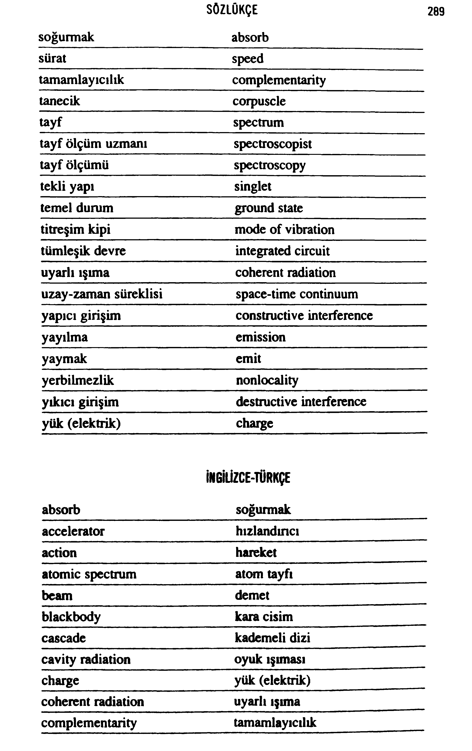 SÖZLÜKÇE 289
soğurmak absorb
sürat speed
tamamlayıcılık complementarity
tanecik corpuscle
tayf spectrum
tayf ölçüm uzmanı spectroscopist
tayf ölçümü spectroscopy
tekli yapı singlet
temel durum ground state
titreşim kipi mode of vibration
tümleşik devre integrated circuit
uyarlı ışıma coherent radiation
uzay-zaman süreklisi space-time continuum
yapıcı girişim constructive interference
yayılma emission
yaymak emit
yerbilmezlik nonlocality
yıkıcı girişim destructive interference
yük (elektrik) charge
İNGİLİZCE-TÜRKÇE
absorb soğurmak
accelerator hızlandırıcı
action hareket
atomic spectrum atom tayfı
beam demet
blackbody kara cisim
cascade kademeli dizi
cavity radiation oyuk ışıması
charge yük (elektrik)
coherent radiation uyarlı ışıma
complementarity tamamlayıcılık